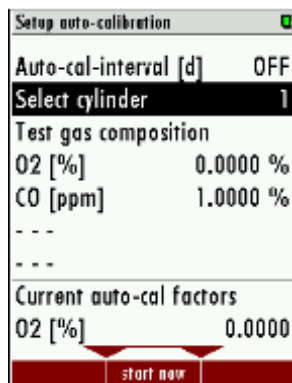 Setup auto-calibration
Auto-cal-interval [d] OFF
Select cylinder 1
Test gas composition
O2 [%] 0.0000 %
CO [ppm] 1.0000 %
- - -
- - -
Current auto-cal factors
O2 [%] 0.0000
start now